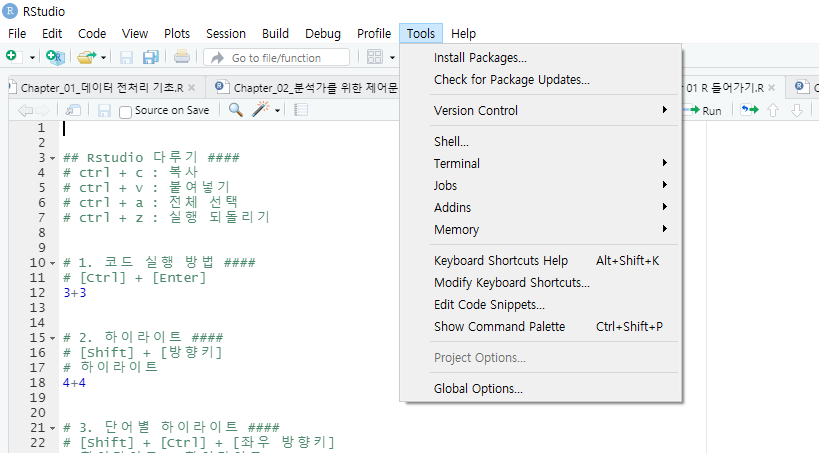 RStudio
File Edit Code View Plots Session Build Debug Profile Tools Help
Go to file/function
Chapter_01_데이터 전처리 기초.R Chapter_02_분석가를 위한 제어문 01 R 들어가기.R
Source on Save Run
1
2
3 ## Rstudio 다루기 ####
4 # ctrl + c : 복사
5 # ctrl + v : 붙여넣기
6 # ctrl + a : 전체 선택
7 # ctrl + z : 실행 되돌리기
8
9
10 # 1. 코드 실행 방법 ####
11 # [Ctrl] + [Enter]
12 3+3
13
14
15 # 2. 하이라이트 ####
16 # [Shift] + [방향키]
17 # 하이라이트
18 4+4
19
20
21 # 3. 단어별 하이라이트 ####
22 # [Shift] + [Ctrl] + [좌우 방향키]
Install Packages...
Check for Package Updates...
Version Control
Shell...
Terminal
Jobs
Addins
Memory
Keyboard Shortcuts Help Alt+Shift+K
Modify Keyboard Shortcuts...
Edit Code Snippets...
Show Command Palette Ctrl+Shift+P
Project Options...
Global Options...